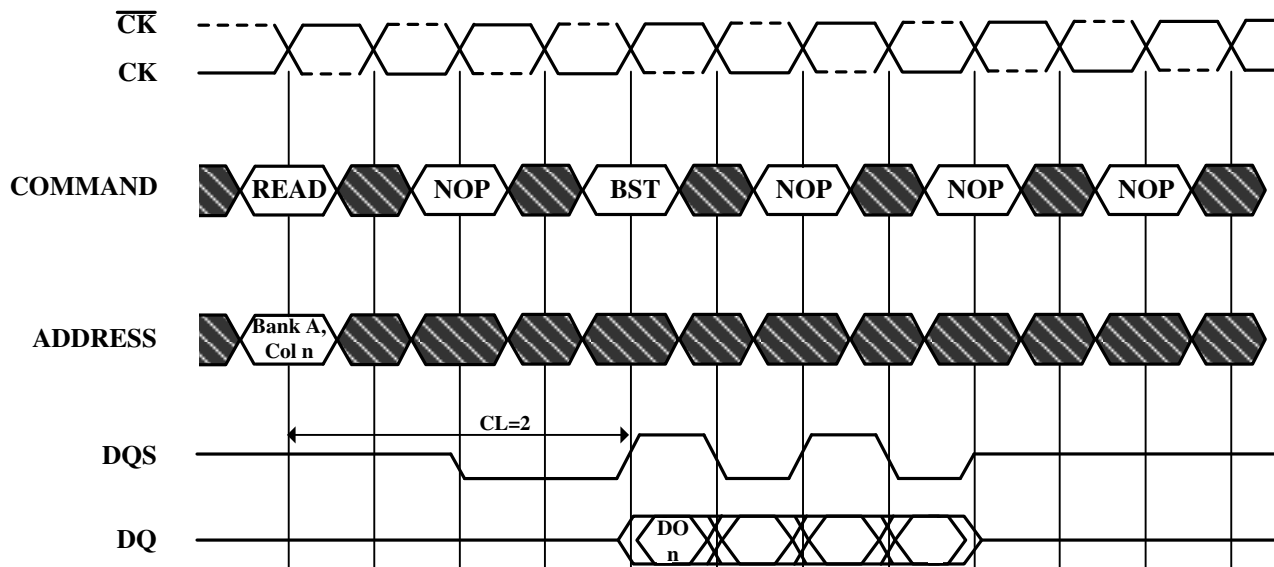 CK
CK
COMMAND
READ NOP BST NOP NOP NOP
ADDRESS
Bank A,
Col n
CL=2
DQS
DQ
DO
n